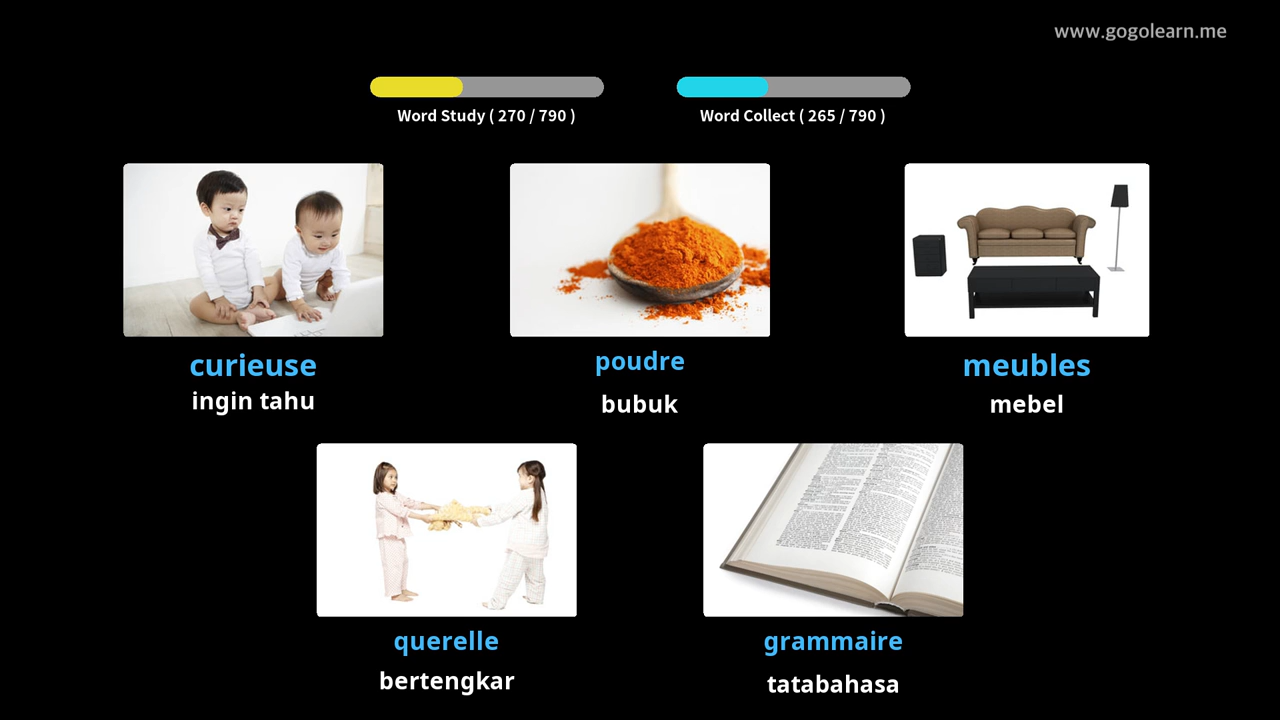 www.gogolearn.me
Word Study ( 270 / 790 )
Word Collect ( 265 / 790 )
curieuse
ingin tahu
poudre
bubuk
meubles
mebel
querelle
bertengkar
grammaire
tatabahasa